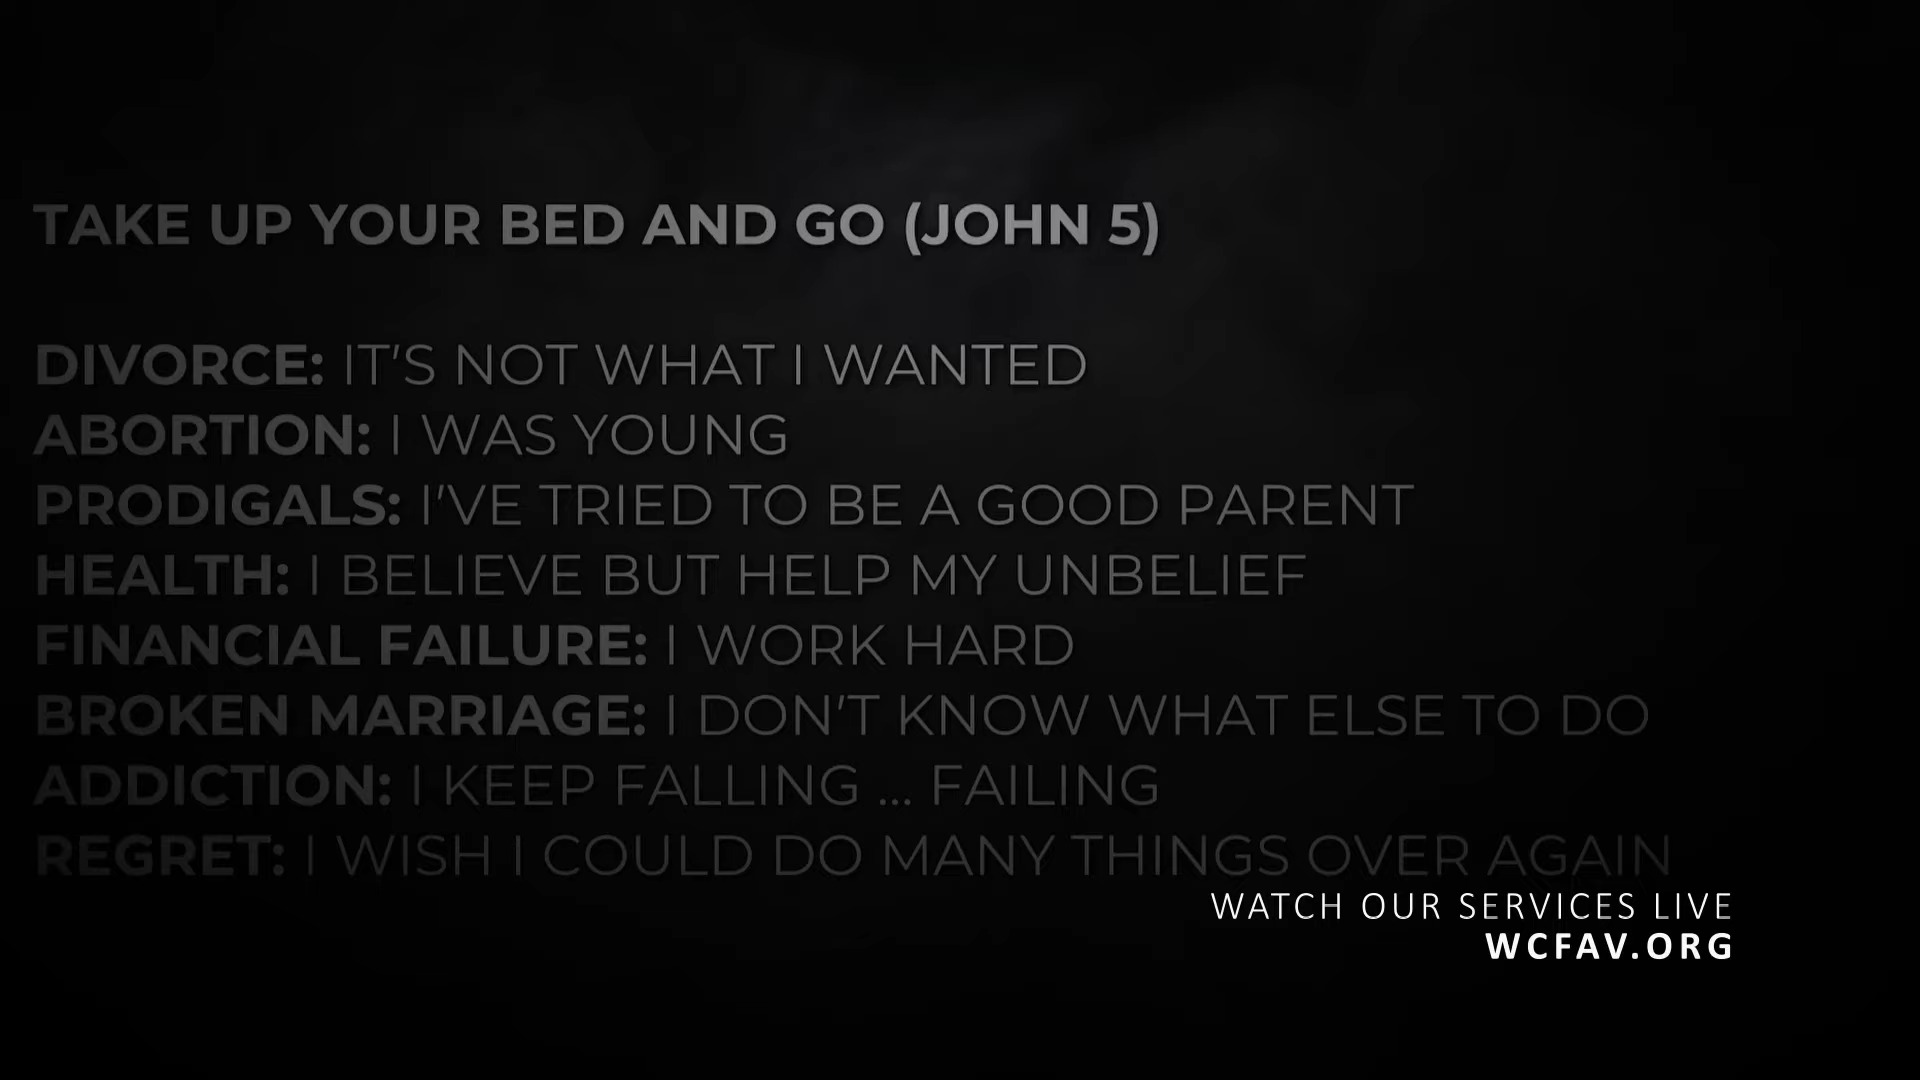 TAKE UP YOUR BED AND GO (JOHN 5)
DIVORCE: IT'S NOT WHAT I WANTED
ABORTION: I WAS YOUNG
PRODIGALS: I'VE TRIED TO BE A GOOD PARENT
HEALTH: I BELIEVE BUT HELP MY UNBELIEF
FINANCIAL FAILURE: I WORK HARD
BROKEN MARRIAGE: I DON'T KNOW WHAT ELSE TO DO
ADDICTION: I KEEP FALLING ... FAILING
REGRET: I WISH I COULD DO MANY THINGS OVER AGAIN
WATCH OUR SERVICES LIVE
WCFAV.ORG